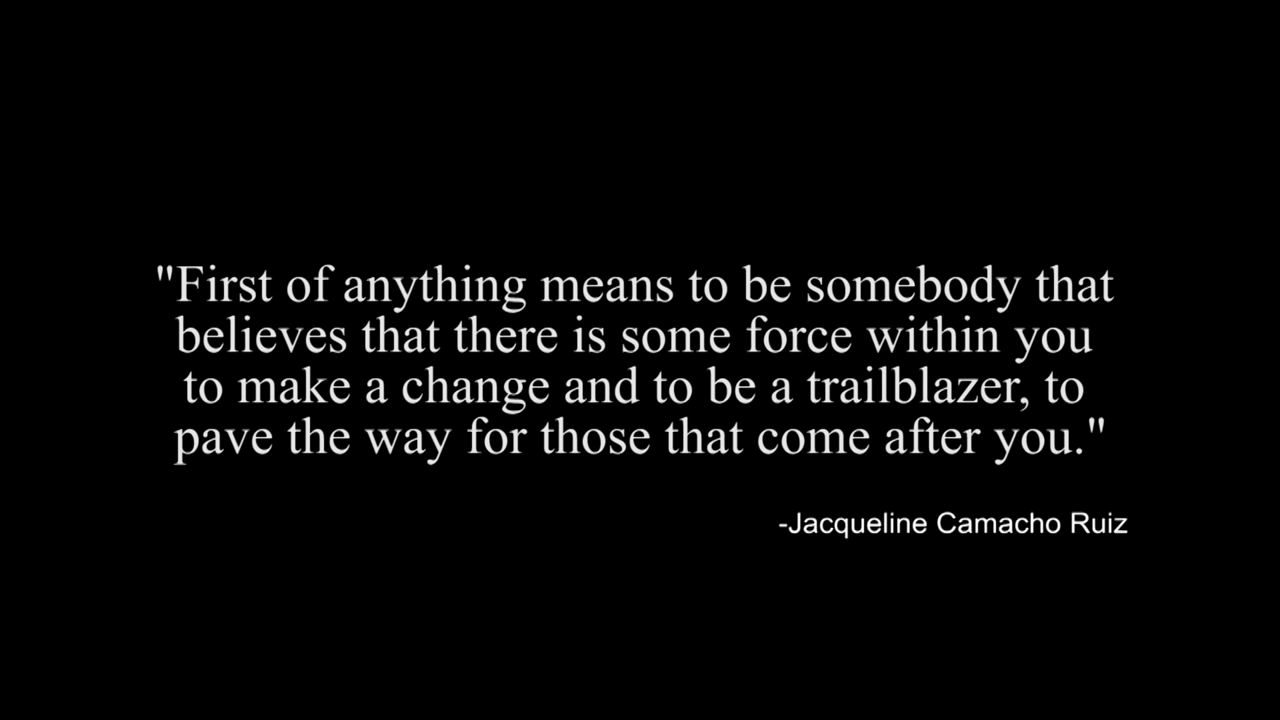 "First of anything means to be somebody that
believes that there is some force within you
to make a change and to be a trailblazer, to
pave the way for those that come after you."
-Jacqueline Camacho Ruiz